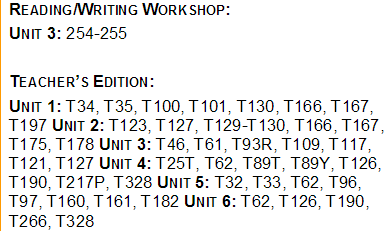 READING/WRITING WORKSHOP:
UNIT 3: 254-255
TEACHER'S EDITION:
UNIT 1: T34, T35, T100, T101, T130, T166, T167,
T197 UNIT 2: T123, T127, T129-T130, T166, T167,
T175, T178 UNIT 3: T46, T61, T93R, T109, T117,
T121, T127 UNIT 4: T25T, T62, T89T, T89Y, T126,
T190, T217P, T328 UNIT 5: T32, T33, T62, T96,
T97, T160, T161, T182 UNIT 6: T62, T126, T190,
T266, T328